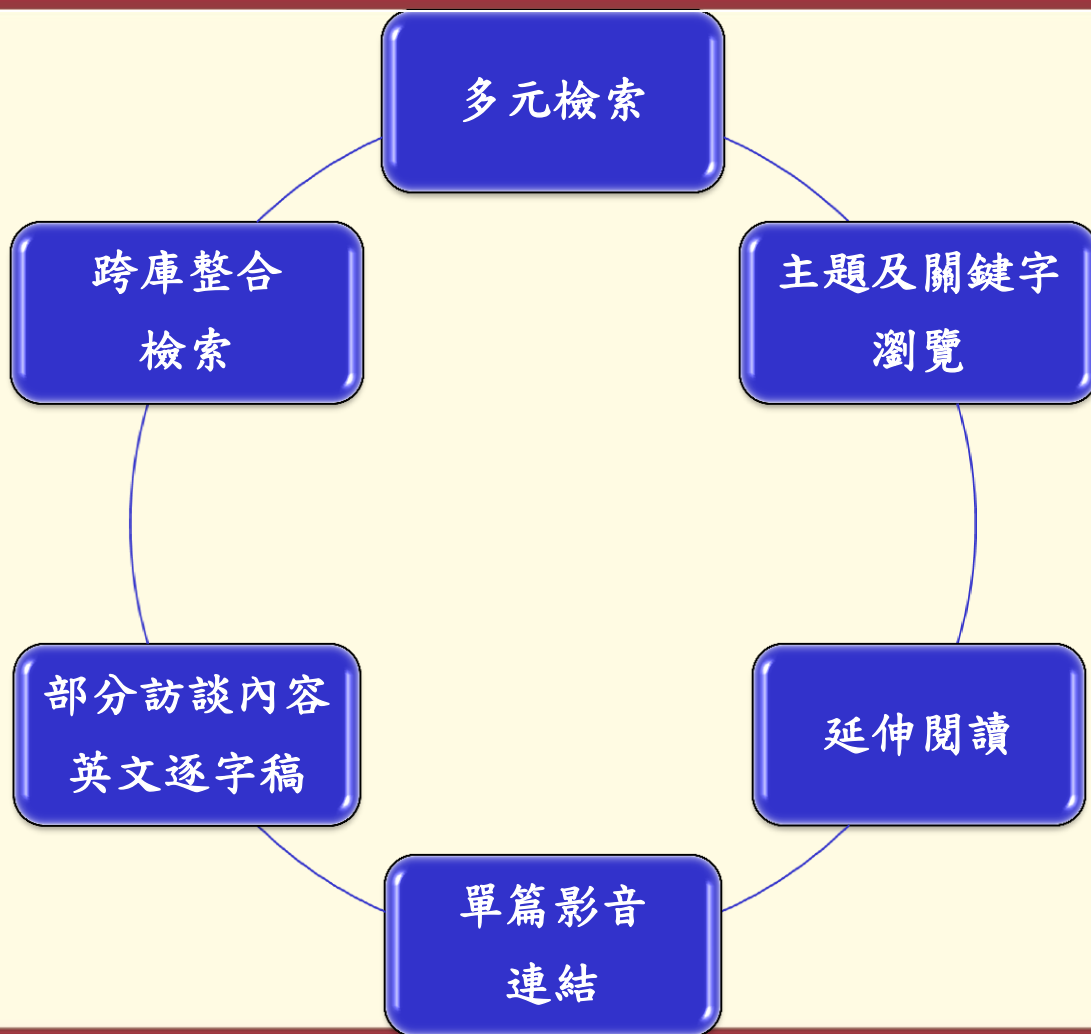 多元檢索
主題及關鍵字
瀏覽
延伸閱讀
單篇影音
連結
部分訪談內容
英文逐字稿
跨庫整合
檢索